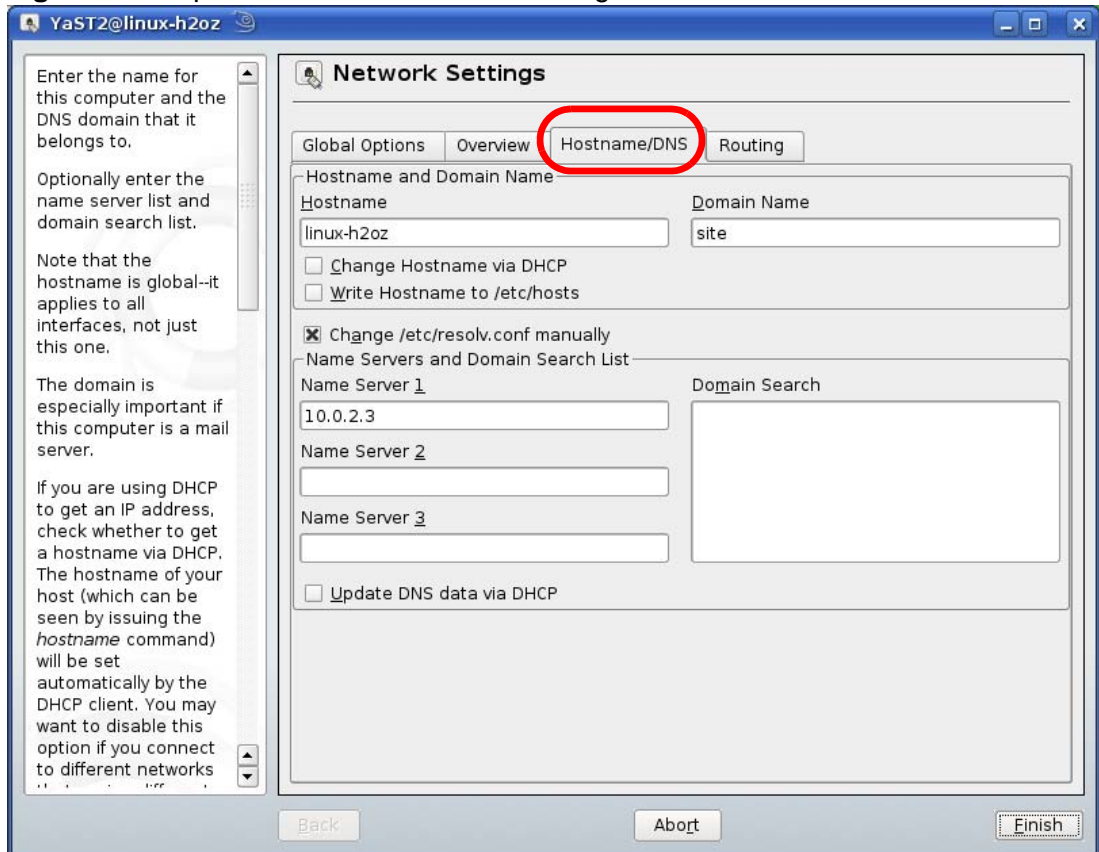 YaST2@linux-h2oz
Enter the name for
this computer and the
DNS domain that it
belongs to.
Optionally enter the
name server list and
domain search list.
Note that the
hostname is global--it
applies to all
interfaces, not just
this one.
The domain is
especially important if
this computer is a mail
server.
If you are using DHCP
to get an IP address,
check whether to get
a hostname via DHCP.
The hostname of your
host (which can be
seen by issuing the
hostname command)
will be set
automatically by the
DHCP client. You may
want to disable this
option if you connect
to different networks
Network Settings
Global Options
Overview
Hostname/DNS
Routing
Hostname and Domain Name
Hostname
Domain Name
linux-h2oz
site
Change Hostname via DHCP
Write Hostname to /etc/hosts
Change /etc/resolv.conf manually
Name Servers and Domain Search List
Name Server 1
Domain Search
10.0.2.3
Name Server 2
Name Server 3
Update DNS data via DHCP
Back
Abort
Finish